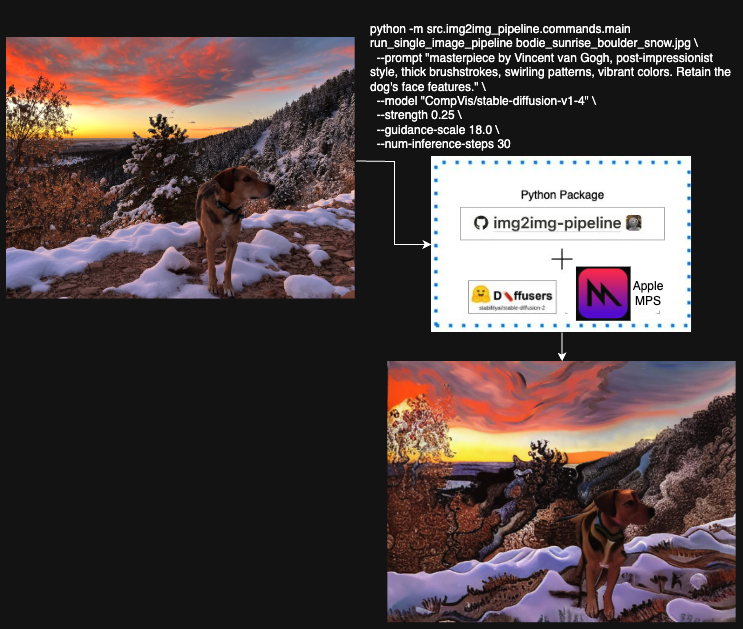 python -m src.img2img_pipeline.commands.main
run_single_image_pipeline bodie_sunrise_boulder_snow.jpg \
--prompt "masterpiece by Vincent van Gogh, post-impressionist
style, thick brushstrokes, swirling patterns, vibrant colors. Retain the
dog's face features." \
--model "CompVis/stable-diffusion-v1-4" \
--strength 0.25 \
--guidance-scale 18.0 \
--num-inference-steps 30
Python Package
img2img-pipeline
D ffusers
stabilityai/stable-diffusion-2
Apple
MPS